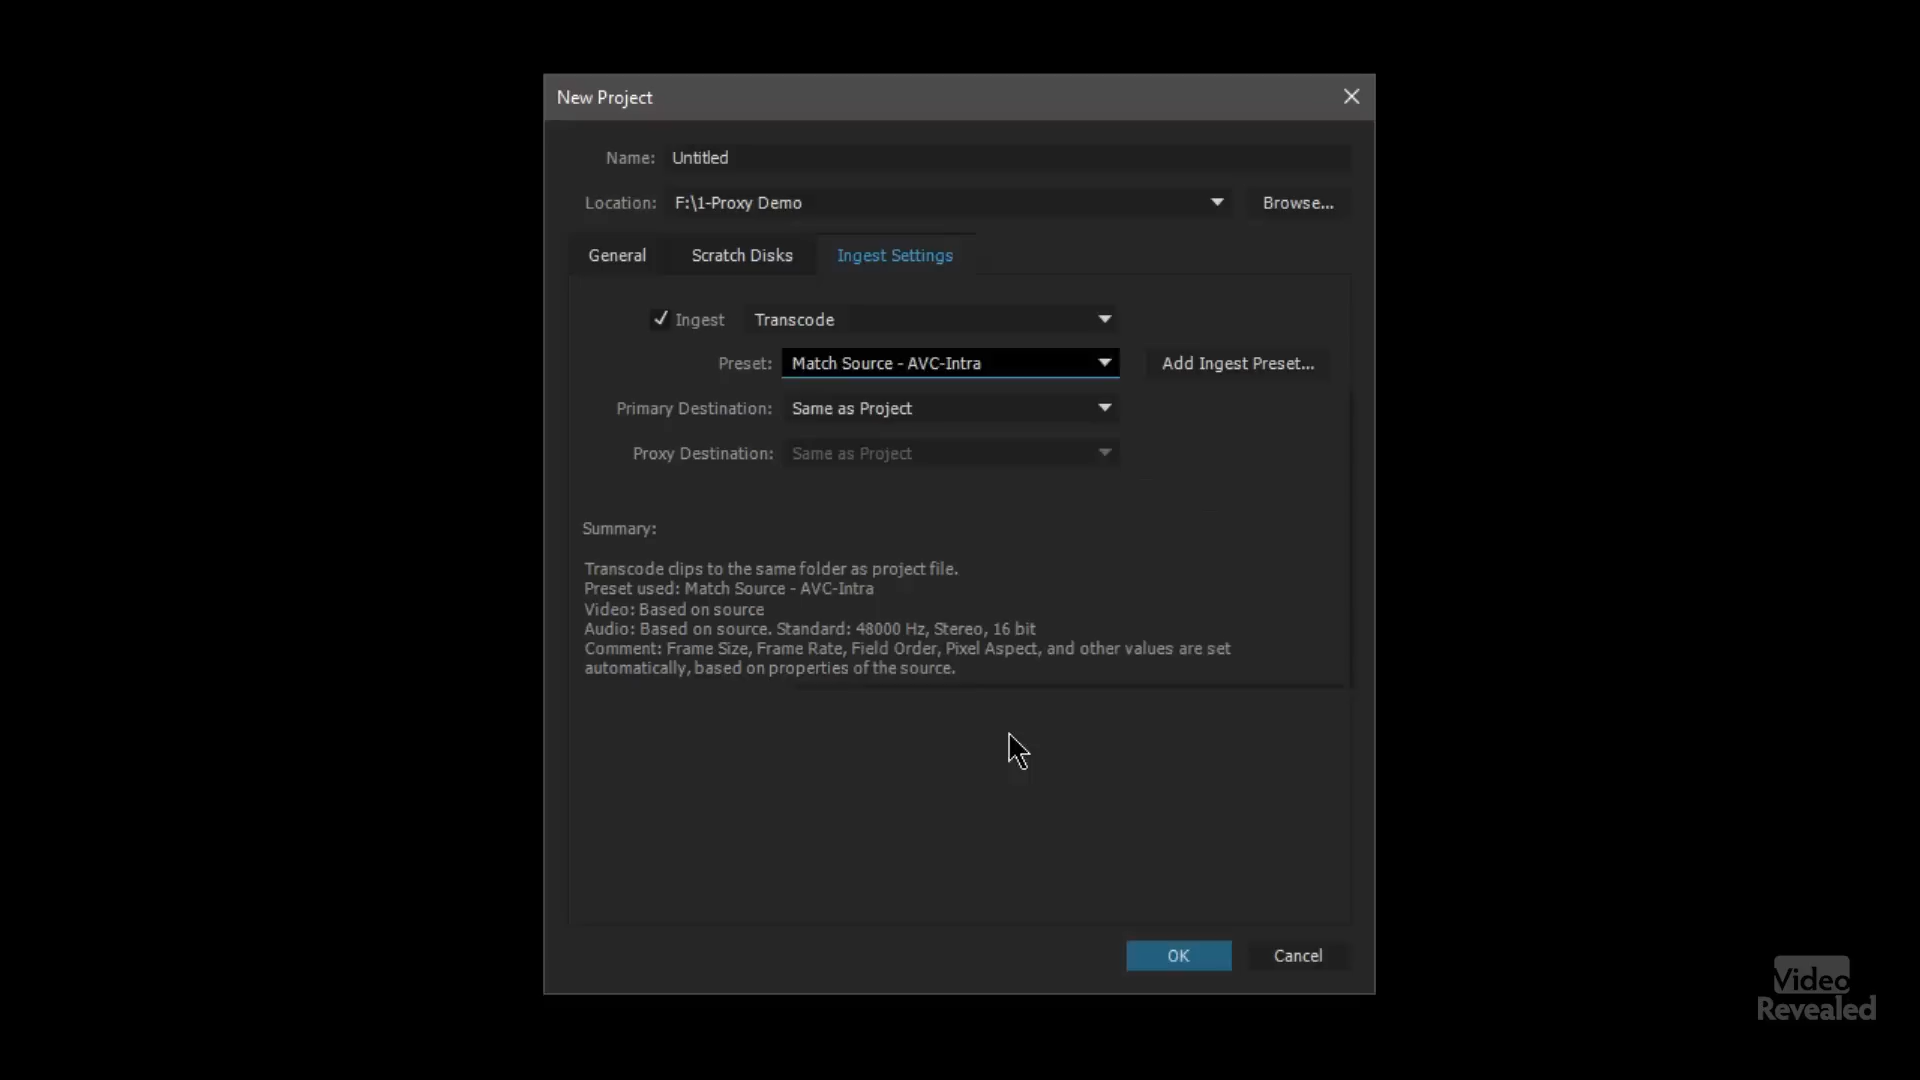 New Project
Name: Untitled
Location: F:\1-Proxy Demo Browse...
General Scratch Disks Ingest Settings
Ingest Transcode
Preset: Match Source - AVC-Intra Add Ingest Preset...
Primary Destination: Same as Project
Proxy Destination: Same as Project
Summary:
Transcode clips to the same folder as project file.
Preset used: Match Source - AVC-Intra
Video: Based on source
Audio: Based on source. Standard: 48000 Hz, Stereo, 16 bit
Comment: Frame Size, Frame Rate, Field Order, Pixel Aspect, and other values are set
automatically, based on properties of the source.
OK Cancel
Video
Revealed